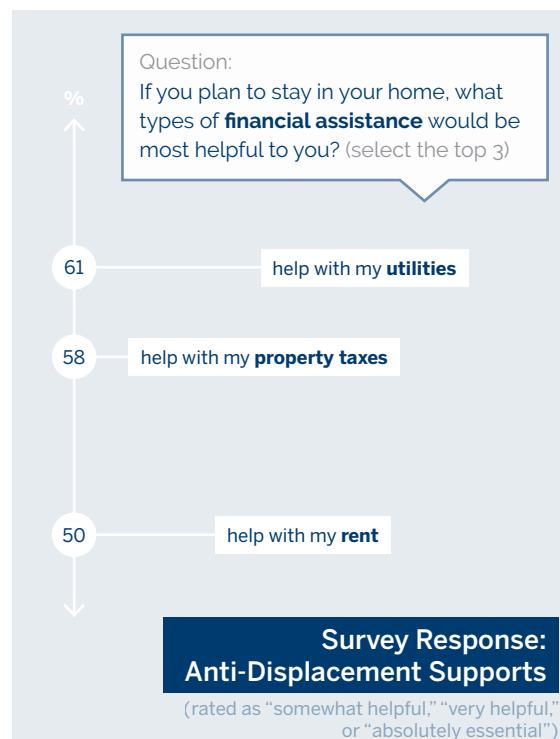 Question:
If you plan to stay in your home, what
types of financial assistance would be
most helpful to you? (select the top 3)
%
61 help with my utilities
58 help with my property taxes
50 help with my rent
Survey Response:
Anti-Displacement Supports
(rated as “somewhat helpful,” “very helpful,”
or “absolutely essential”)